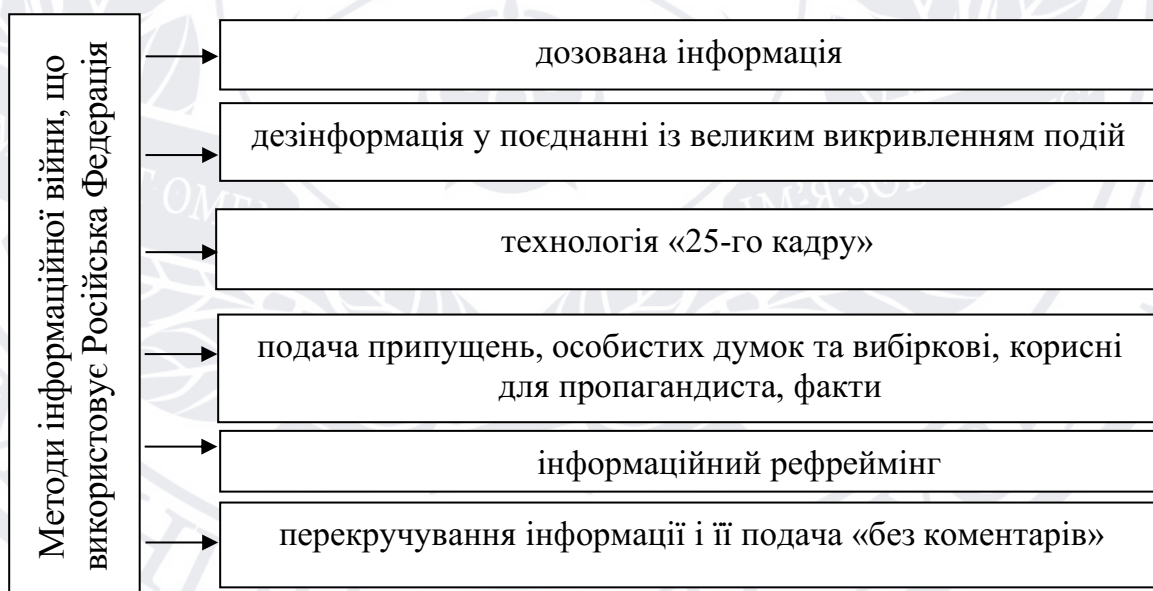 Методи інформаційної війни, що
використовує Російська Федерація
дозована інформація
дезінформація у поєднанні із великим викривленням подій
технологія «25-го кадру»
подача припущень, особистих думок та вибіркові, корисні
для пропагандиста, факти
інформаційний рефреймінг
перекручування інформації і її подача «без коментарів»